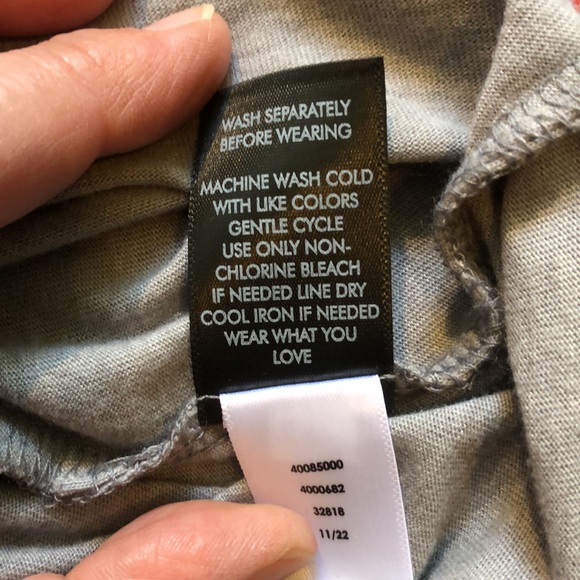 WASH SEPARATELY
BEFORE WEARING
MACHINE WASH COLD
WITH LIKE COLORS
GENTLE CYCLE
USE ONLY NON-
CHLORINE BLEACH
IF NEEDED LINE DRY
COOL IRON IF NEEDED
WEAR WHAT YOU
LOVE
40085000
4000682
32818
11/22